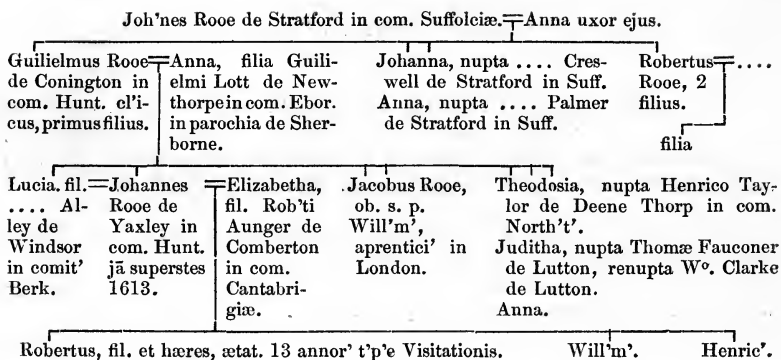 Joh'nes Rooe de Stratford in com. Suffolciæ.=Anna uxor ejus.
Guilielmus Rooe=
de Conington in
com. Hunt. cl'i-
cus, primus filius.
Anna, filia Guili-
elmi Lott de New-
thorpe in com. Ebor.
in parochia de Sher-
borne.
Johanna, nupta .... Cres-
well de Stratford in Suff.
Anna, nupta .... Palmer
de Stratford in Suff.
Robertus=....
Rooe, 2
filius.
filia
Lucia. fil.=
.... Al-
ley de
Windsor
in comit'
Berk.
Johannes=
Rooe de
Yaxley in
com. Hunt.
jã superstes
1613.
Elizabetha,
fil. Rob'ti
Aunger de
Comberton
in com.
Cantabri-
giæ.
Jacobus Rooe,
ob. s. p.
Will'm',
aprentici' in
London.
Theodosia, nupta Henrico Tay-
lor de Deene Thorp in com.
North't'.
Juditha, nupta Thomæ Fauconer
de Lutton, renupta Wº. Clarke
de Lutton.
Anna.
Robertus, fil. et hæres, ætat. 13 annor' t'p'e Visitationis. Will'm'. Henric'.